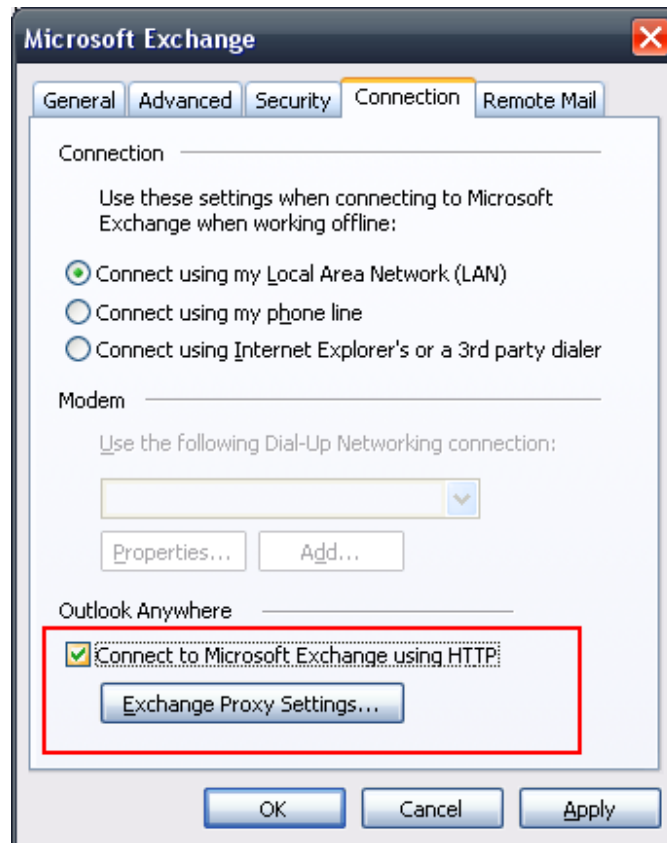 Microsoft Exchange
General Advanced Security Connection Remote Mail
Connection
Use these settings when connecting to Microsoft
Exchange when working offline:
Connect using my Local Area Network (LAN)
Connect using my phone line
Connect using Internet Explorer's or a 3rd party dialer
Modem
Use the following Dial-Up Networking connection:
Properties... Add...
Outlook Anywhere
Connect to Microsoft Exchange using HTTP
Exchange Proxy Settings...
OK Cancel Apply